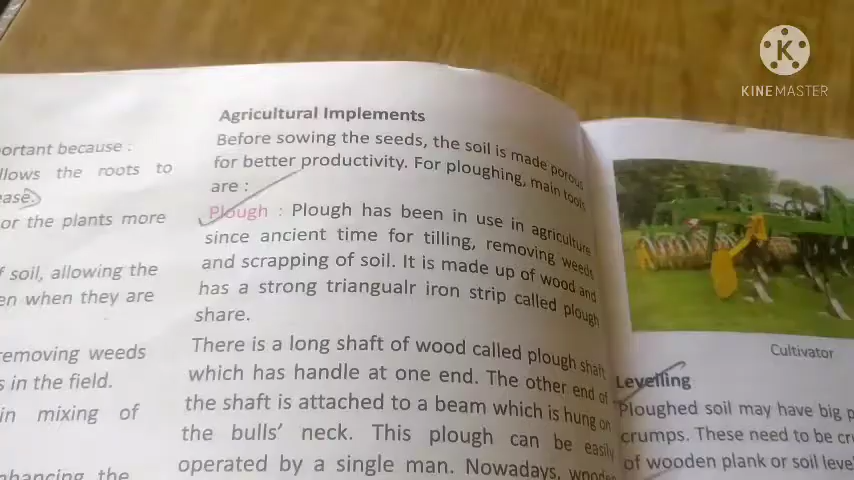 ortant because :
llows the roots to
ease.
or the plants more
f soil, allowing the
en when they are
removing weeds
s in the field.
in mixing of
nhancing the
Agricultural Implements
Before sowing the seeds, the soil is made porous
for better productivity. For ploughing, main tools
are :
Plough : Plough has been in use in agriculture
since ancient time for tilling, removing weeds
and scrapping of soil. It is made up of wood and
has a strong triangualr iron strip called plough
share.
There is a long shaft of wood called plough shaft
which has handle at one end. The other end of
the shaft is attached to a beam which is hung on
the bulls' neck. This plough can be easily
operated by a single man. Nowadays, wooden
Cultivator
Levelling
Ploughed soil may have big p
crumps. These need to be cru
of wooden plank or soil leve
K
KINEMASTER